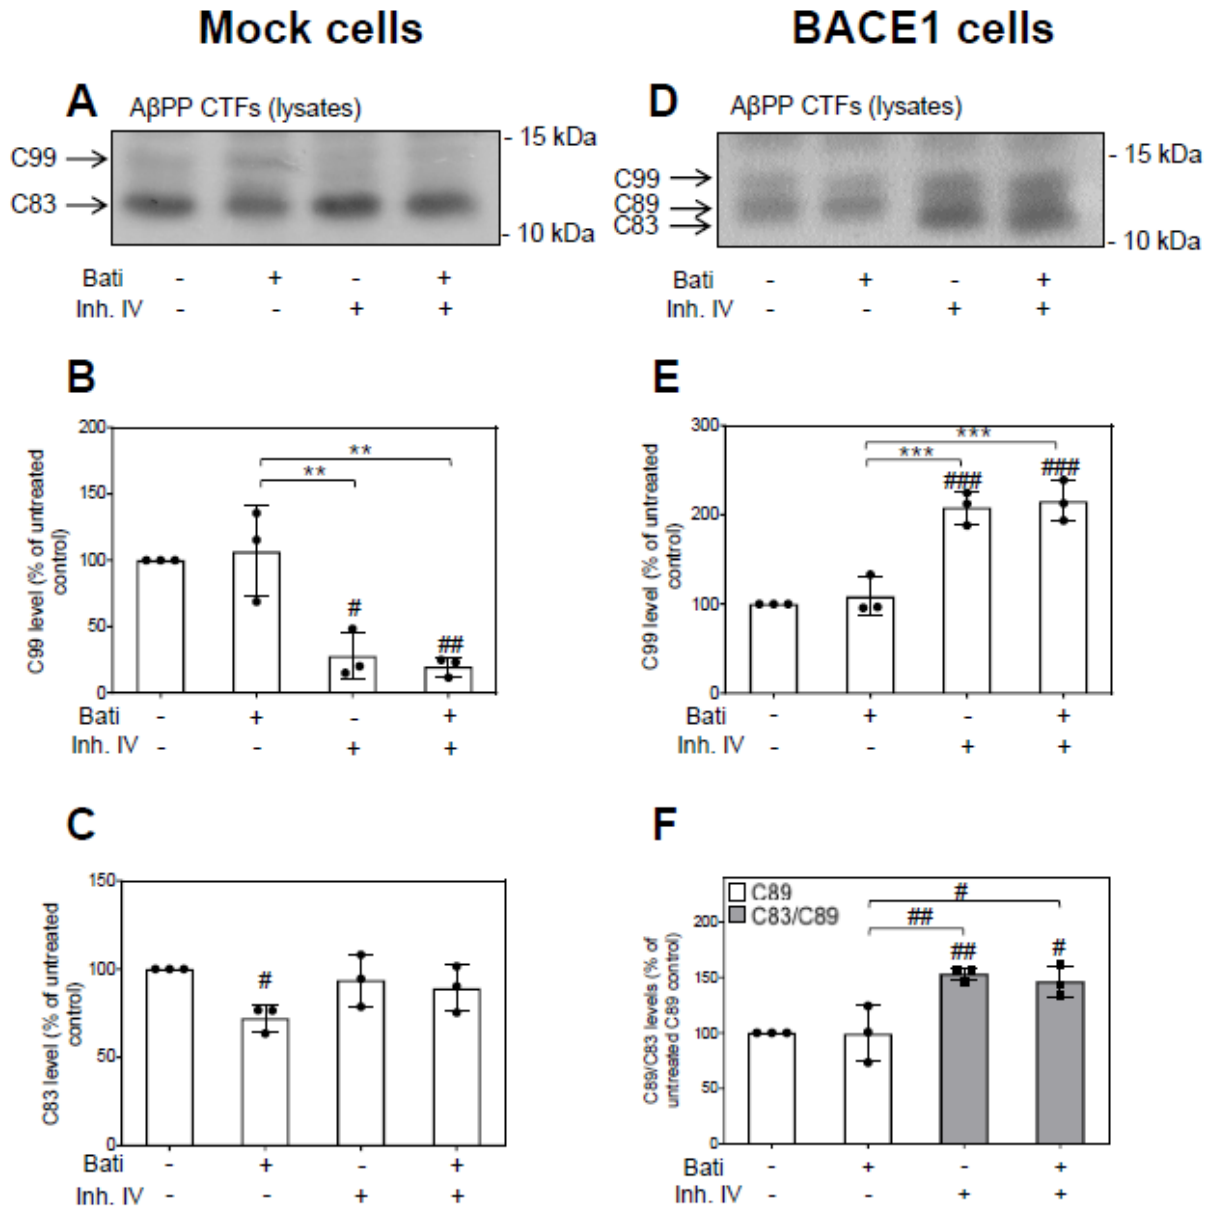 Mock cells
BACE1 cells
A
AβPP CTFs (lysates)
C99
C83
- 15 kDa
- 10 kDa
Bati - + - +
Inh. IV - - + +
D
AβPP CTFs (lysates)
C99
C89
C83
- 15 kDa
- 10 kDa
Bati - + - +
Inh. IV - - + +
B
C99 level (% of untreated
control)
200
150
100
50
0
**
**
#
##
Bati - + - +
Inh. IV - - + +
E
C99 level (% of untreated
control)
300
200
100
0
***
***
###
###
Bati - + - +
Inh. IV - - + +
C
C83 level (% of untreated
control)
150
100
50
0
#
Bati - + - +
Inh. IV - - + +
F
C89/C83 levels (% of
untreated C89 control)
200
150
100
50
0
C89
C83/C89
#
##
##
#
Bati - + - +
Inh. IV - - + +